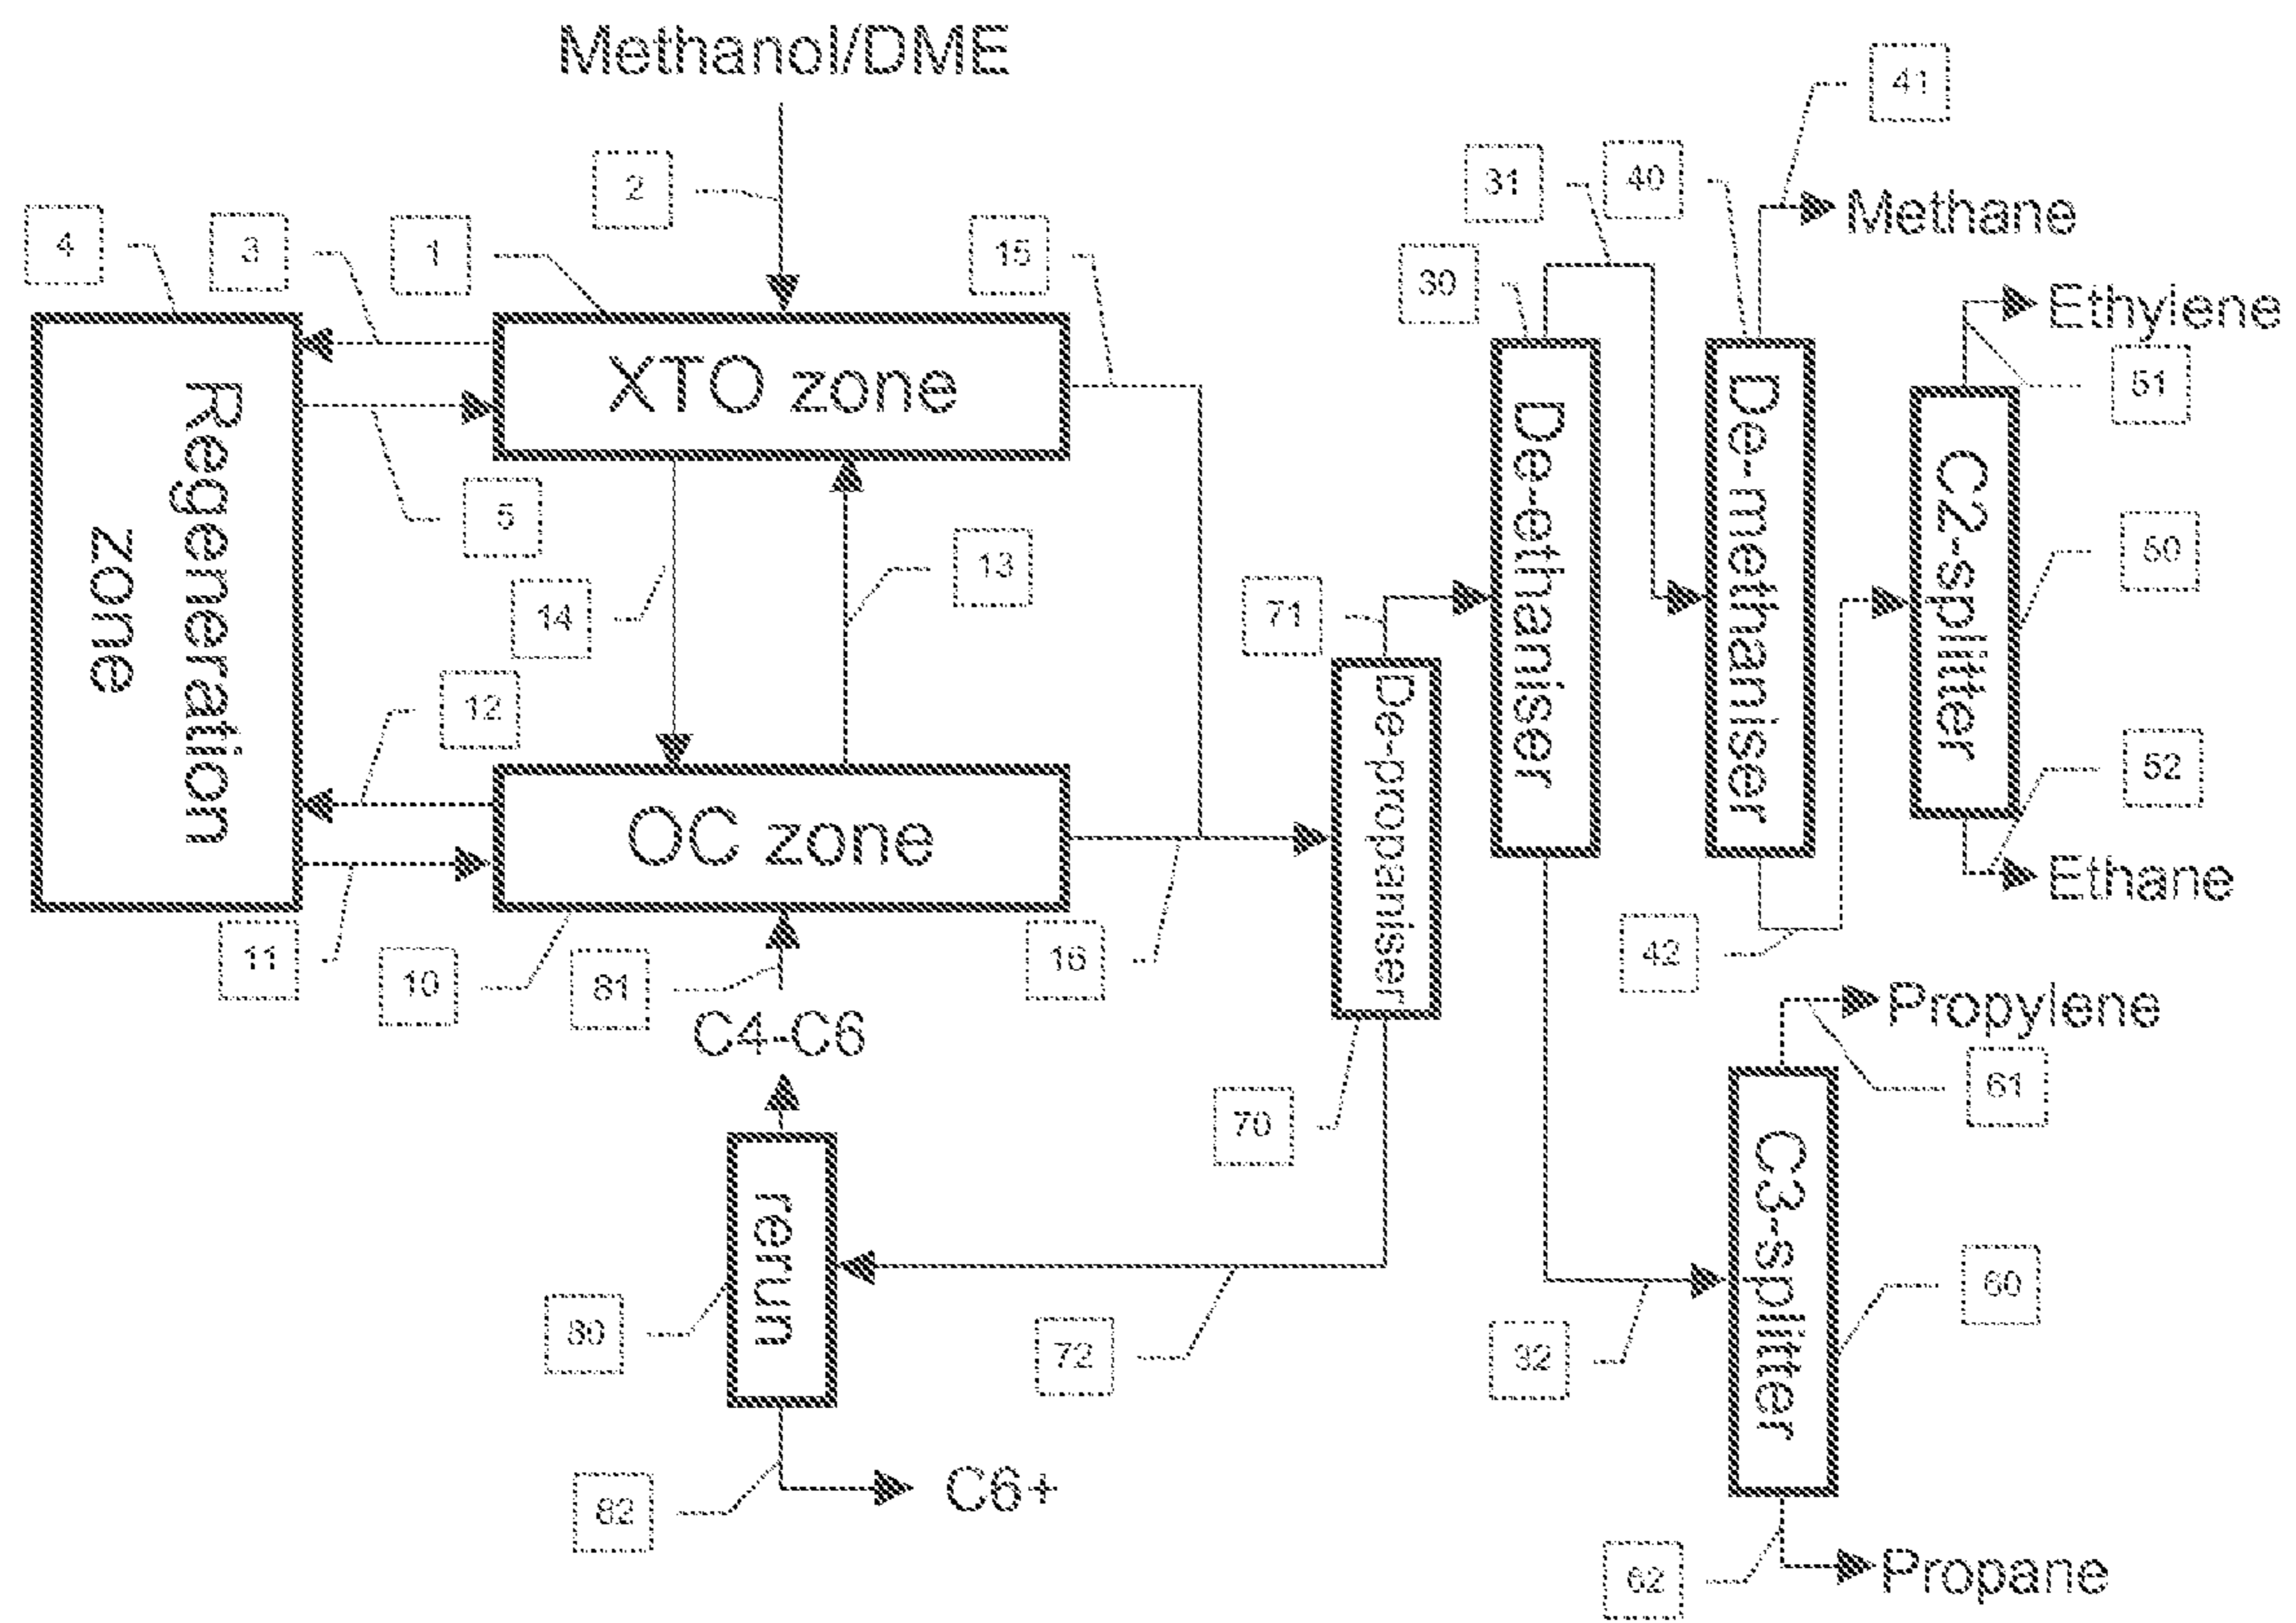 Methanol/DME
41
2
31
40
4
3
1
15
30
Methane
Ethylene
XTO zone
51
Regeneration
zone
De-ethaniser
De-methaniser
C2-splitter
5
14
13
71
50
12
De-propaniser
52
OC zone
Ethane
11
10
81
16
42
C4-C6
Propylene
61
70
C3-splitter
rerun
80
72
32
60
C6+
82
62
Propane